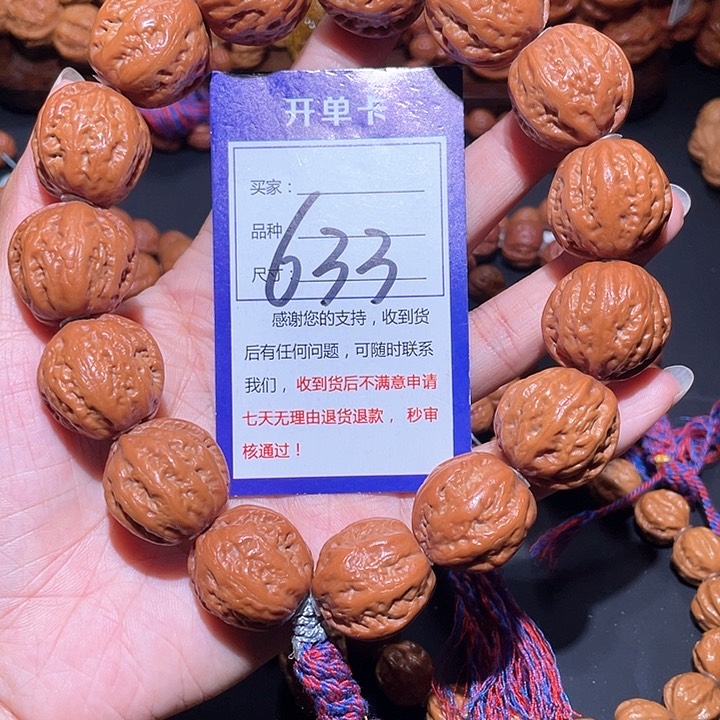 开单卡
买家：
品种
尺寸：
633
感谢您的支持，收到货
后有任何问题，可随时联系
我们，收到货后不满意申请
七天无理由退货退款，秒审
核通过！